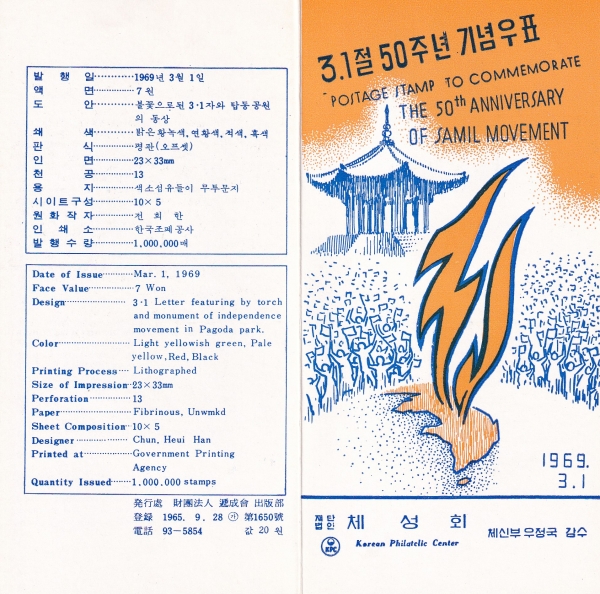 발행일 1969년 3월 1일
액면 7원
도안 불꽃으로된 3·1자와 탑동공원
의 동상
쇄색 밝은황녹색, 연황색, 적색, 흑색
판식 평판(오프셋)
인면 23×33mm
천공 13
용지 색소섬유들이 무투문지
시이트구성 10×5
원화작자 전희한
인쇄소 한국조폐공사
발행수량 1,000,000매
Date of Issue Mar. 1, 1969
Face Value 7 Won
Design 3·1 Letter featuring by torch
and monument of independence
movement in Pagoda park.
Color Light yellowish green, Pale
yellow, Red, Black
Printing Process Lithographed
Size of Impression 23×33mm
Perforation 13
Paper Fibrinous, Unwmkd
Sheet Composition 10×5
Designer Chun, Heui Han
Printed at Government Printing
Agency
Quantity Issued 1,000,000 stamps
發行處 財團法人 遞成會 出版部
登錄 1965. 9. 28 ㉮ 第1650號
電話 93-5854 값 20원
3.1절 50주년 기념우표
POSTAGE STAMP TO COMMEMORATE
THE 50th ANNIVERSARY
OF SAMIL MOVEMENT
1969.
3.1
재단법인 체성회
KPC Korean Philatelic Center
체신부 우정국 감수